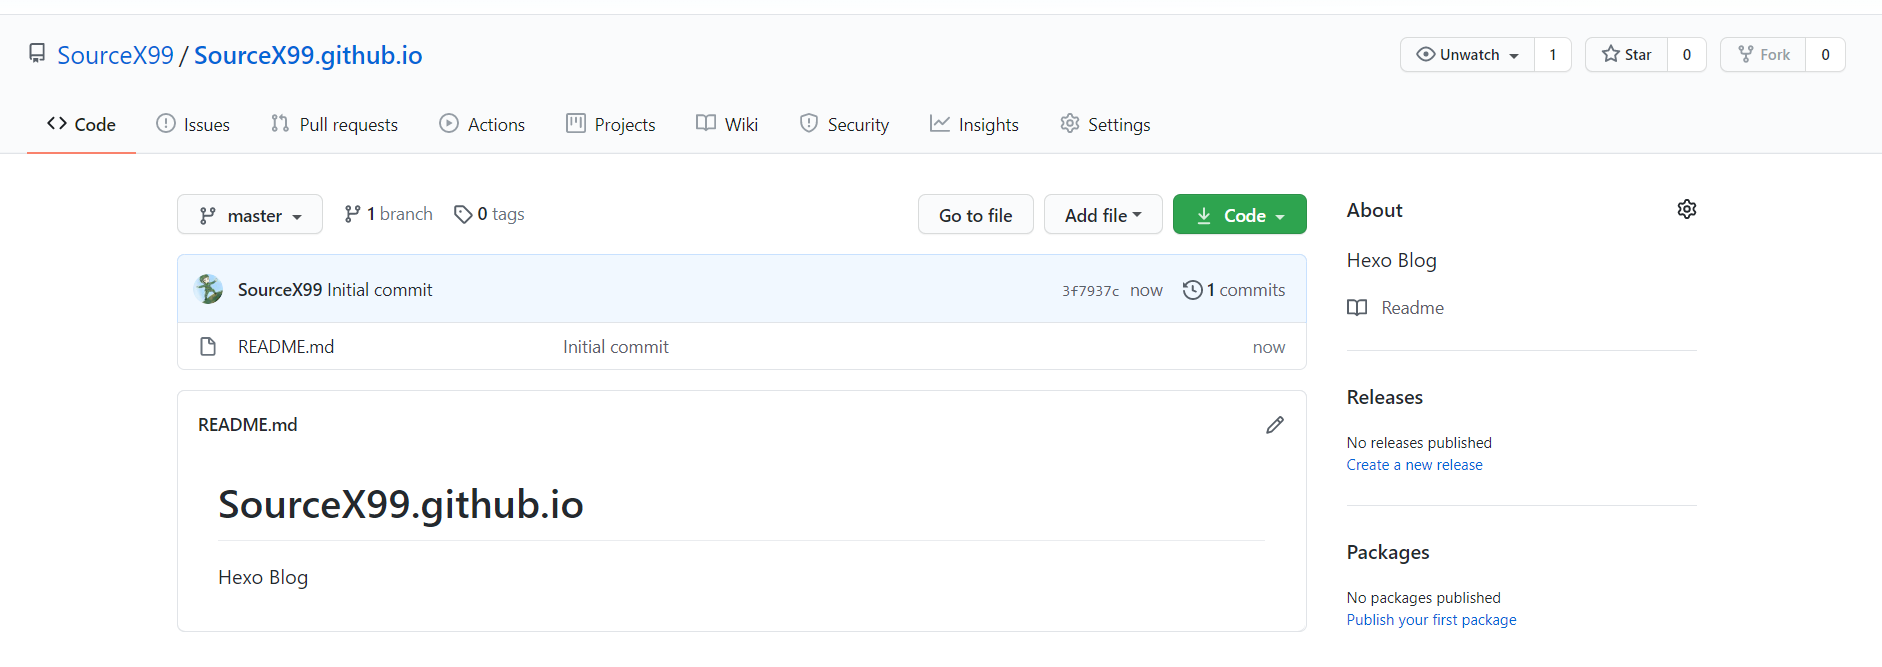 SourceX99 / SourceX99.github.io
Unwatch 1 Star 0 Fork 0
Code Issues Pull requests Actions Projects Wiki Security Insights Settings
master 1 branch 0 tags Go to file Add file Code
SourceX99 Initial commit 3f7937c now 1 commits
README.md Initial commit now
README.md
SourceX99.github.io
Hexo Blog
About
Hexo Blog
Readme
Releases
No releases published
Create a new release
Packages
No packages published
Publish your first package